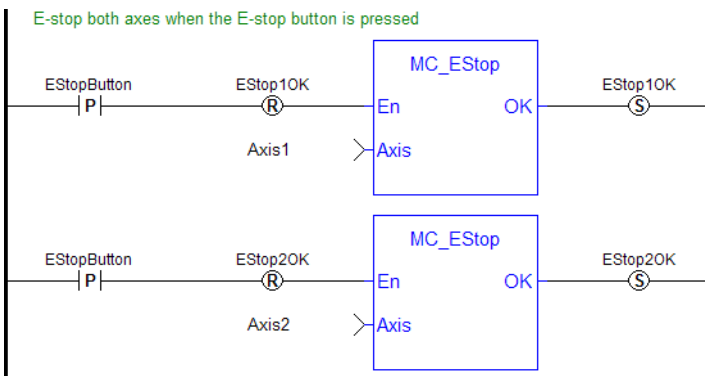 E-stop both axes when the E-stop button is pressed
MC_EStop
EStopButton EStop1OK EStop1OK
P R En OK S
Axis1 Axis
MC_EStop
EStopButton EStop2OK EStop2OK
P R En OK S
Axis2 Axis